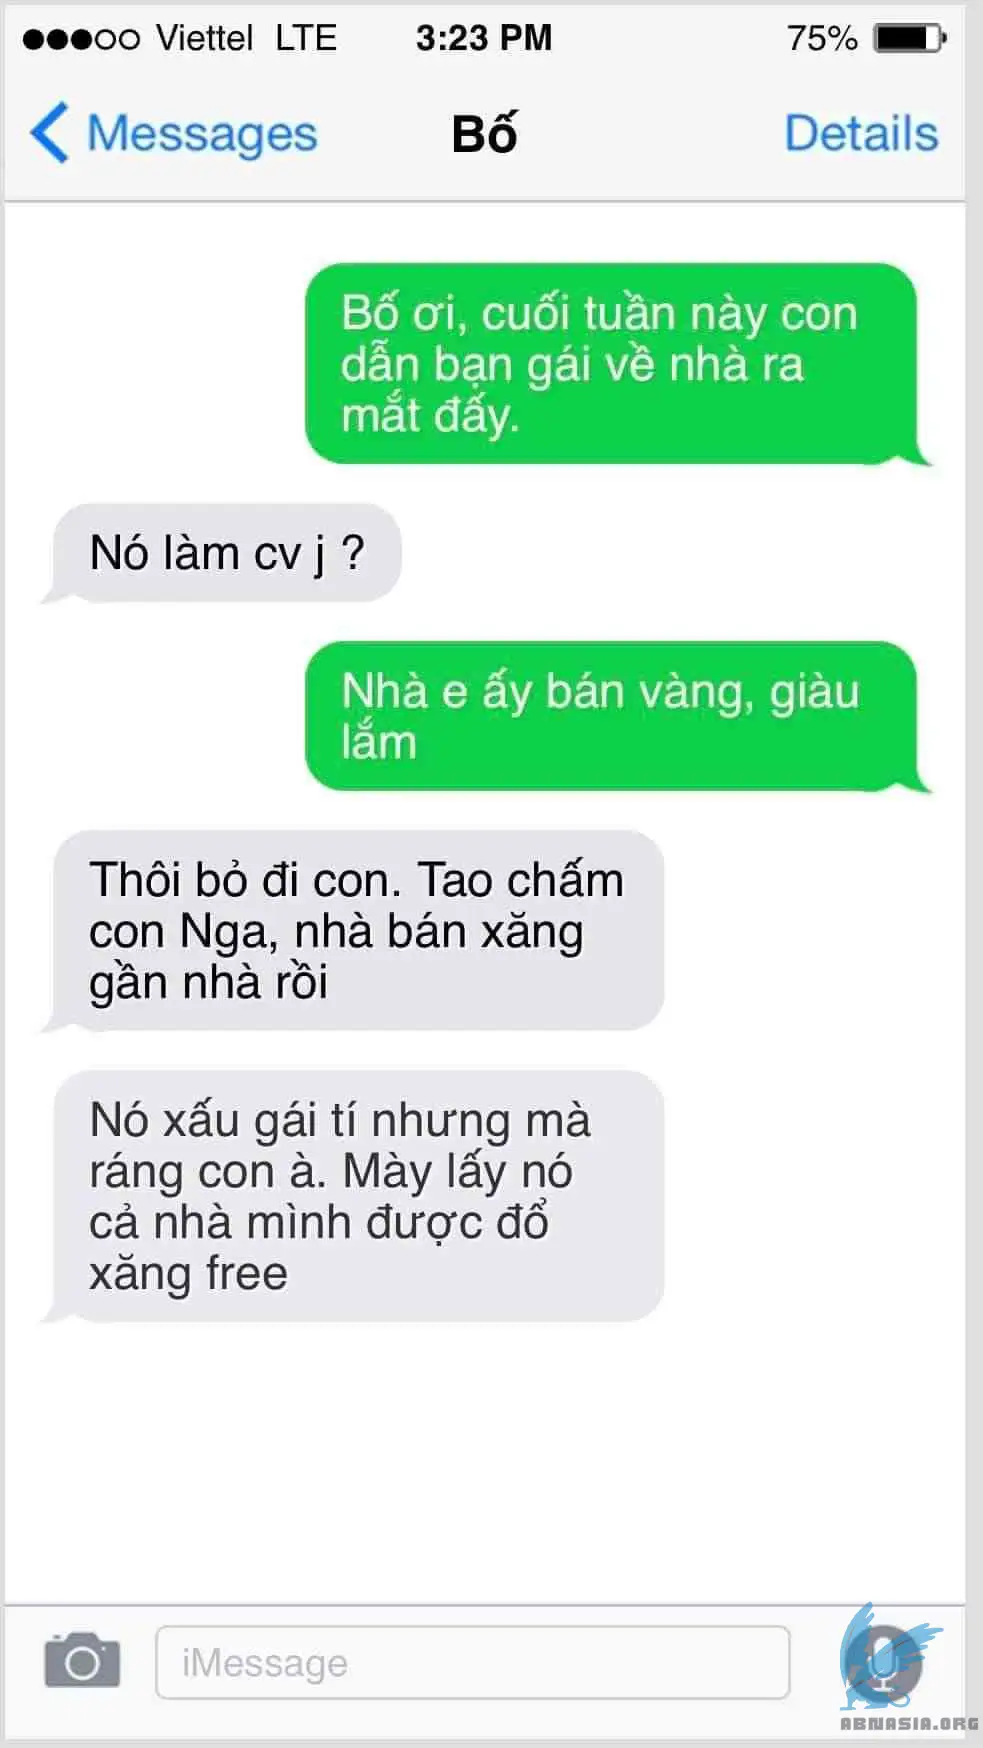 Viettel LTE 3:23 PM 75%
Messages Bố Details
Bố ơi, cuối tuần này con
dẫn bạn gái về nhà ra
mắt đấy.
Nó làm cv j ?
Nhà e ấy bán vàng, giàu
lắm
Thôi bỏ đi con. Tao chấm
con Nga, nhà bán xăng
gần nhà rồi
Nó xấu gái tí nhưng mà
ráng con à. Mày lấy nó
cả nhà mình được đổ
xăng free
iMessage
ABNASIA.ORG